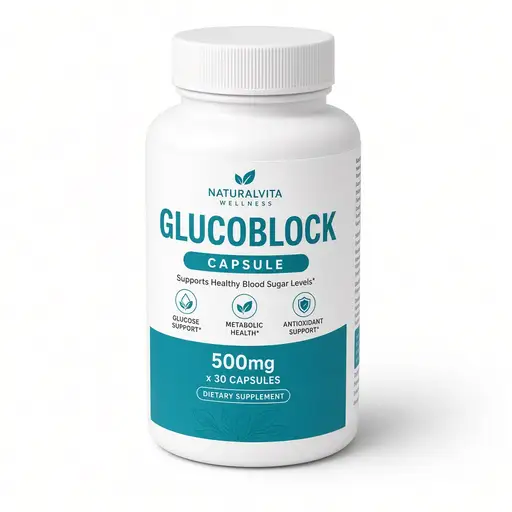 NATURALVITA
WELLNESS
GLUCOBLOCK
CAPSULE
Supports Healthy Blood Sugar Levels*
GLUCOSE
SUPPORT*
METABOLIC
HEALTH*
ANTIOXIDANT
SUPPORT*
500mg
x 30 CAPSULES
DIETARY SUPPLEMENT